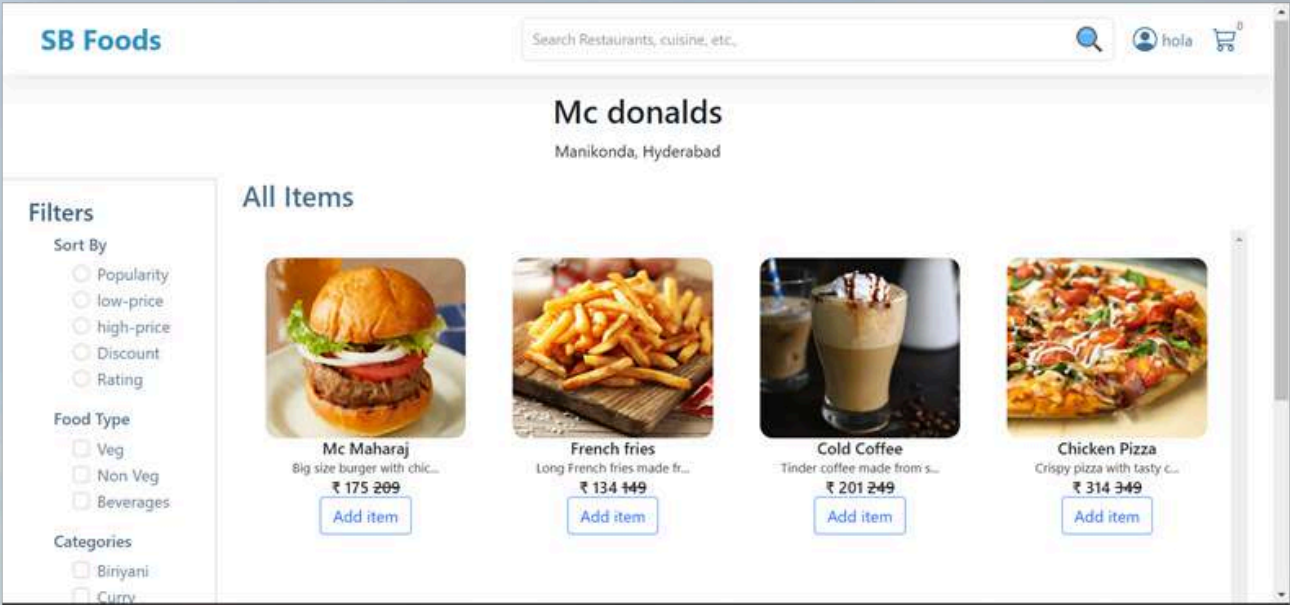 SB Foods
Search Restaurants, cuisine, etc.,
hola
0
Mc donalds
Manikonda, Hyderabad
Filters
Sort By
Popularity
low-price
high-price
Discount
Rating
Food Type
Veg
Non Veg
Beverages
Categories
Biriyani
Curry
All Items
Mc Maharaj
Big size burger with chic...
₹ 175 209
Add item
French fries
Long French fries made fr...
₹ 134 149
Add item
Cold Coffee
Tinder coffee made from s...
₹ 201 249
Add item
Chicken Pizza
Crispy pizza with tasty c...
₹ 314 349
Add item